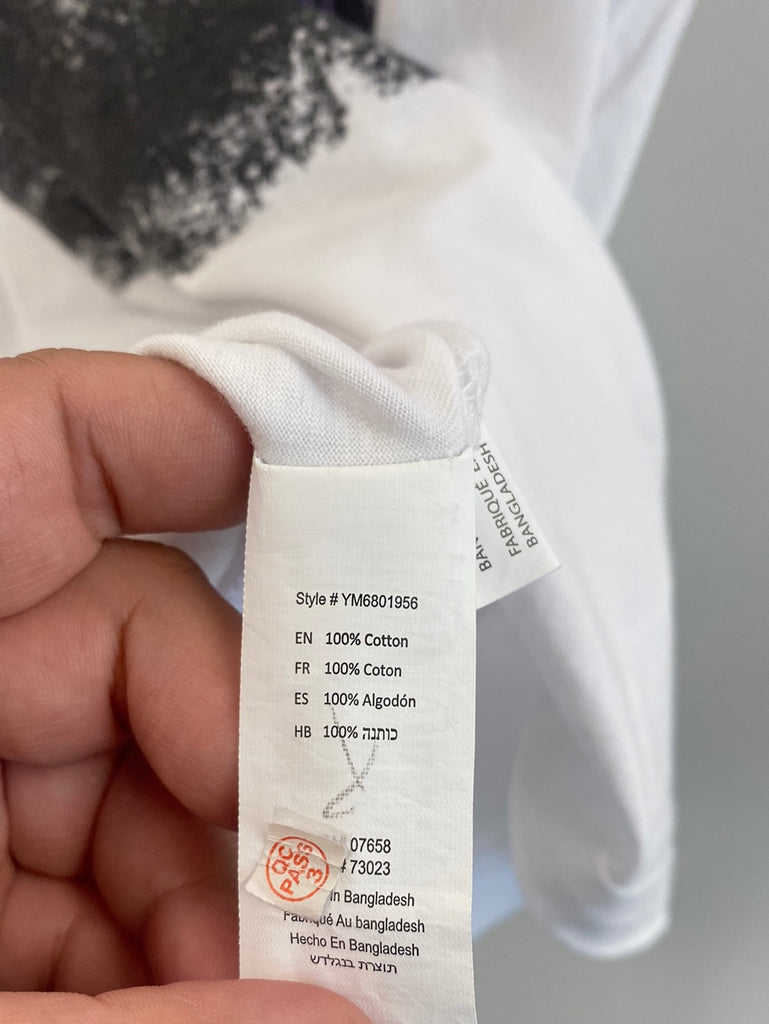 FABRIQUE
BANGLADESH
Style # YM6801956
EN 100% Cotton
FR 100% Coton
ES 100% Algodón
HB 100% כותנה
07658
# 73023
QC
PASS
3
in Bangladesh
Fabriqué Au bangladesh
Hecho En Bangladesh
תוצרת בנגלדש